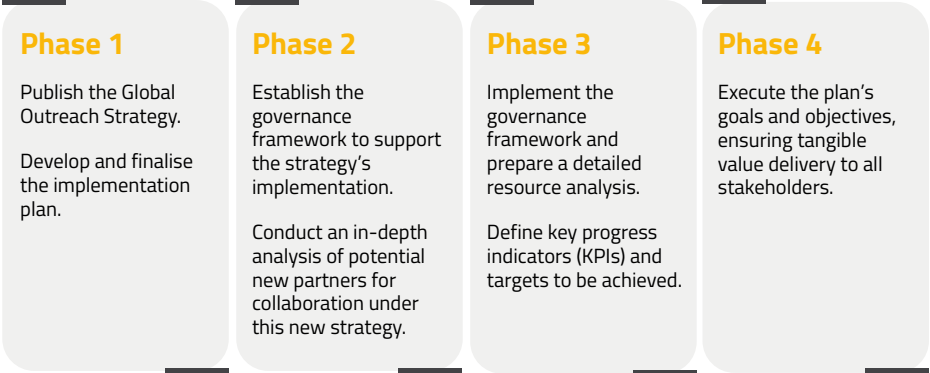 Phase 1
Publish the Global
Outreach Strategy.
Develop and finalise
the implementation
plan.
Phase 2
Establish the
governance
framework to support
the strategy's
implementation.
Conduct an in-depth
analysis of potential
new partners for
collaboration under
this new strategy.
Phase 3
Implement the
governance
framework and
prepare a detailed
resource analysis.
Define key progress
indicators (KPIs) and
targets to be achieved.
Phase 4
Execute the plan's
goals and objectives,
ensuring tangible
value delivery to all
stakeholders.